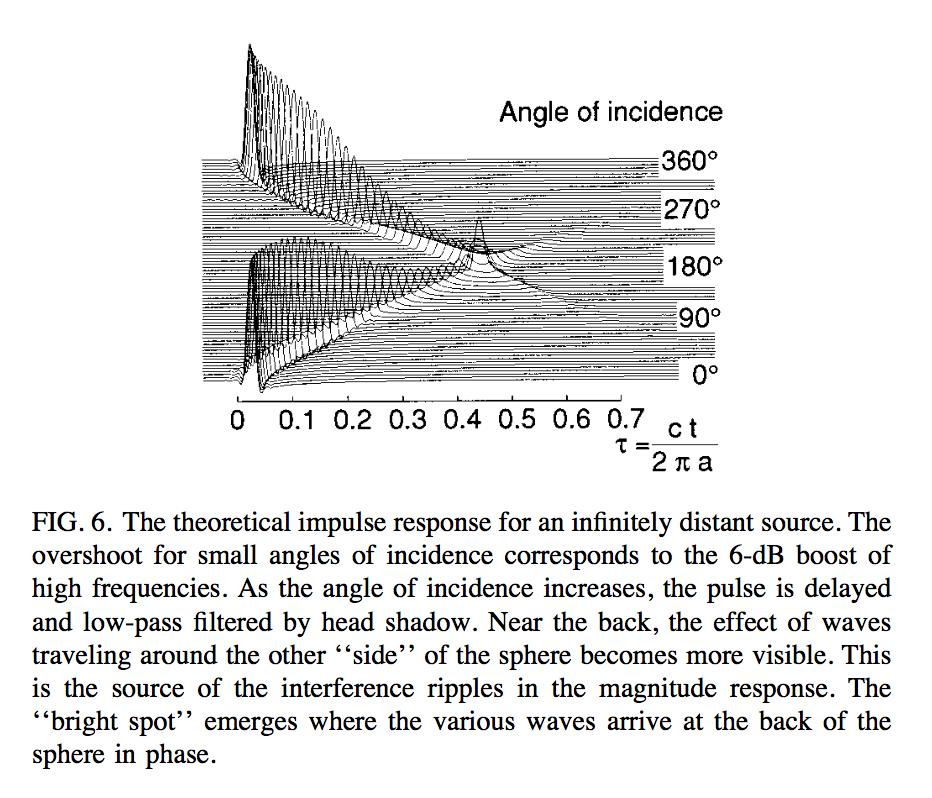 Angle of incidence
360°
270°
180°
90°
0°
0 0.1 0.2 0.3 0.4 0.5 0.6 0.7
τ = c t
2 π a
FIG. 6. The theoretical impulse response for an infinitely distant source. The
overshoot for small angles of incidence corresponds to the 6-dB boost of
high frequencies. As the angle of incidence increases, the pulse is delayed
and low-pass filtered by head shadow. Near the back, the effect of waves
traveling around the other ‘‘side’’ of the sphere becomes more visible. This
is the source of the interference ripples in the magnitude response. The
‘‘bright spot’’ emerges where the various waves arrive at the back of the
sphere in phase.